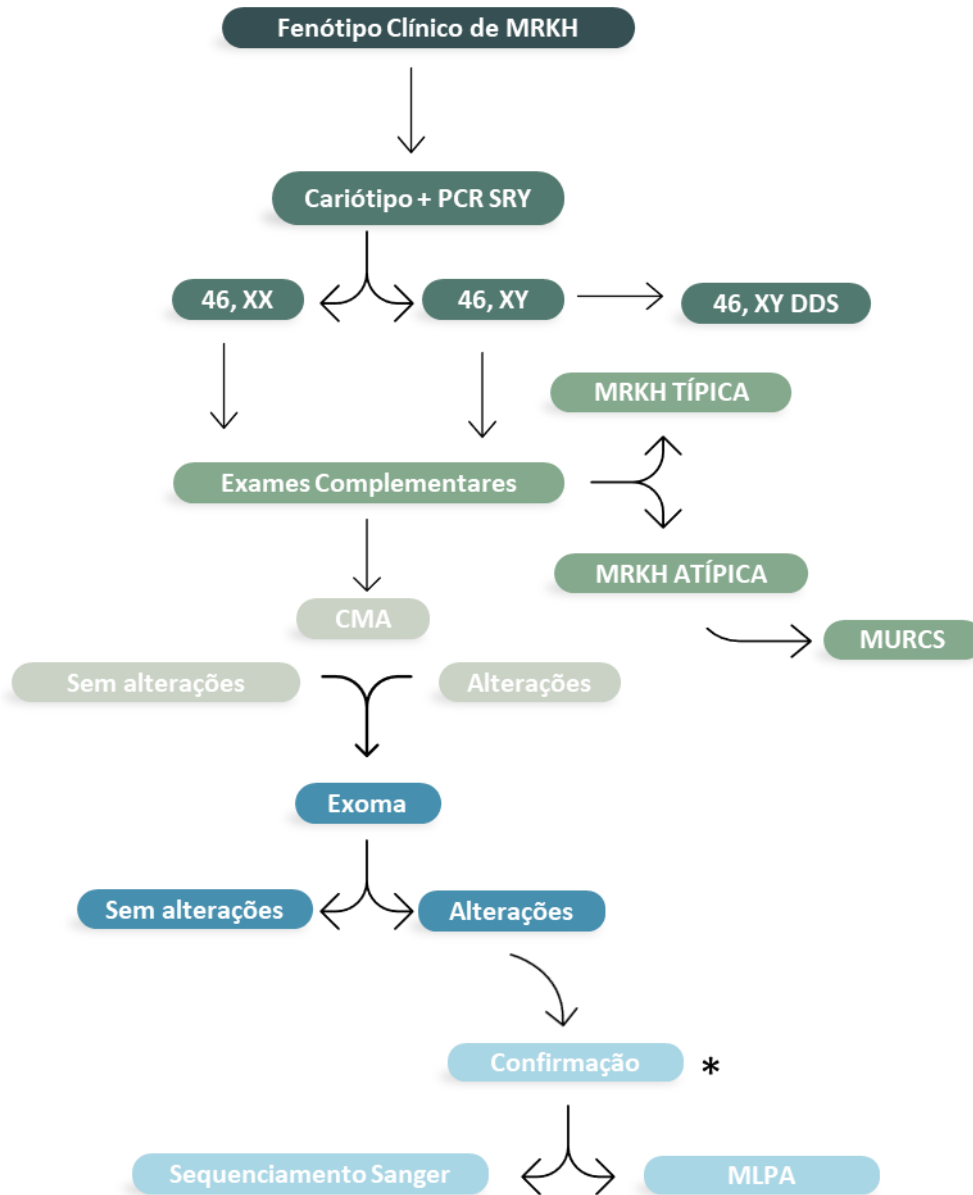 Fenótipo Clínico de MRKH
Cariótipo + PCR SRY
46, XX
46, XY
46, XY DDS
MRKH TÍPICA
Exames Complementares
MRKH ATÍPICA
CMA
MURCS
Sem alterações
Alterações
Exoma
Sem alterações
Alterações
Confirmação *
Sequenciamento Sanger
MLPA